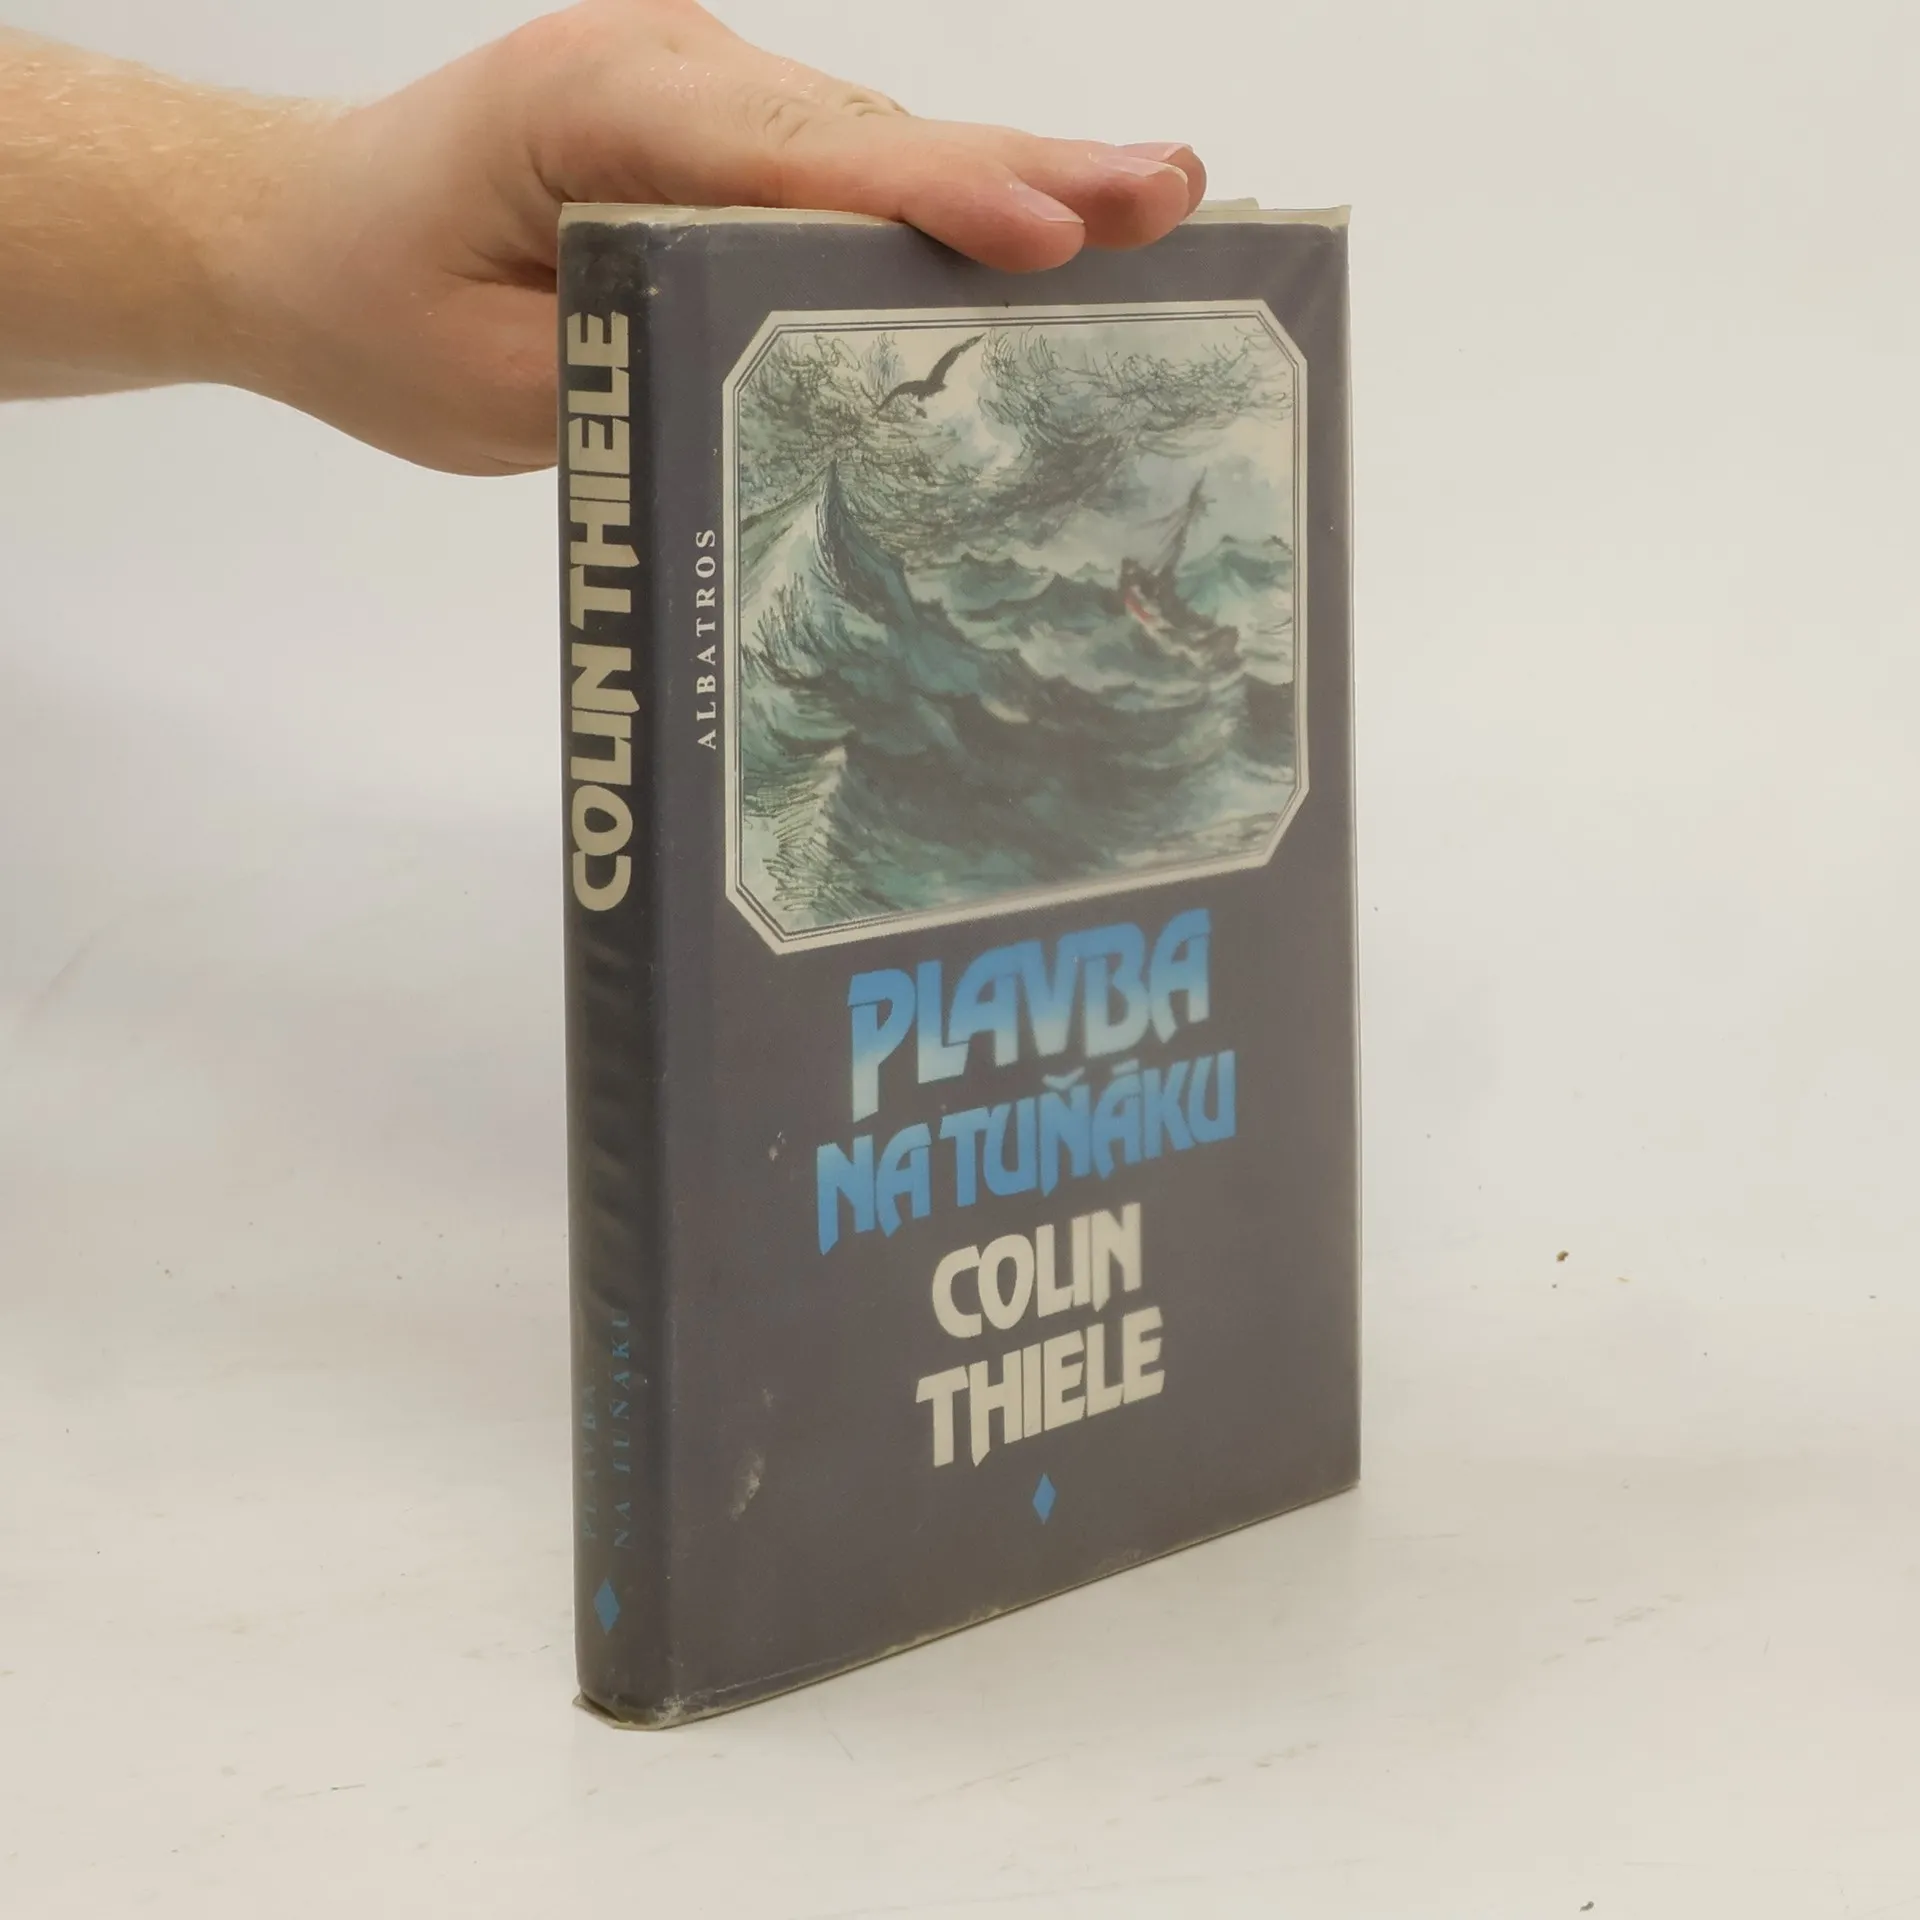 COLIN THIELE
PLAVBA
NA TUŇÁKU
ALBATROS
PLAVBA
NA TUŇÁKU
COLIN
THIELE